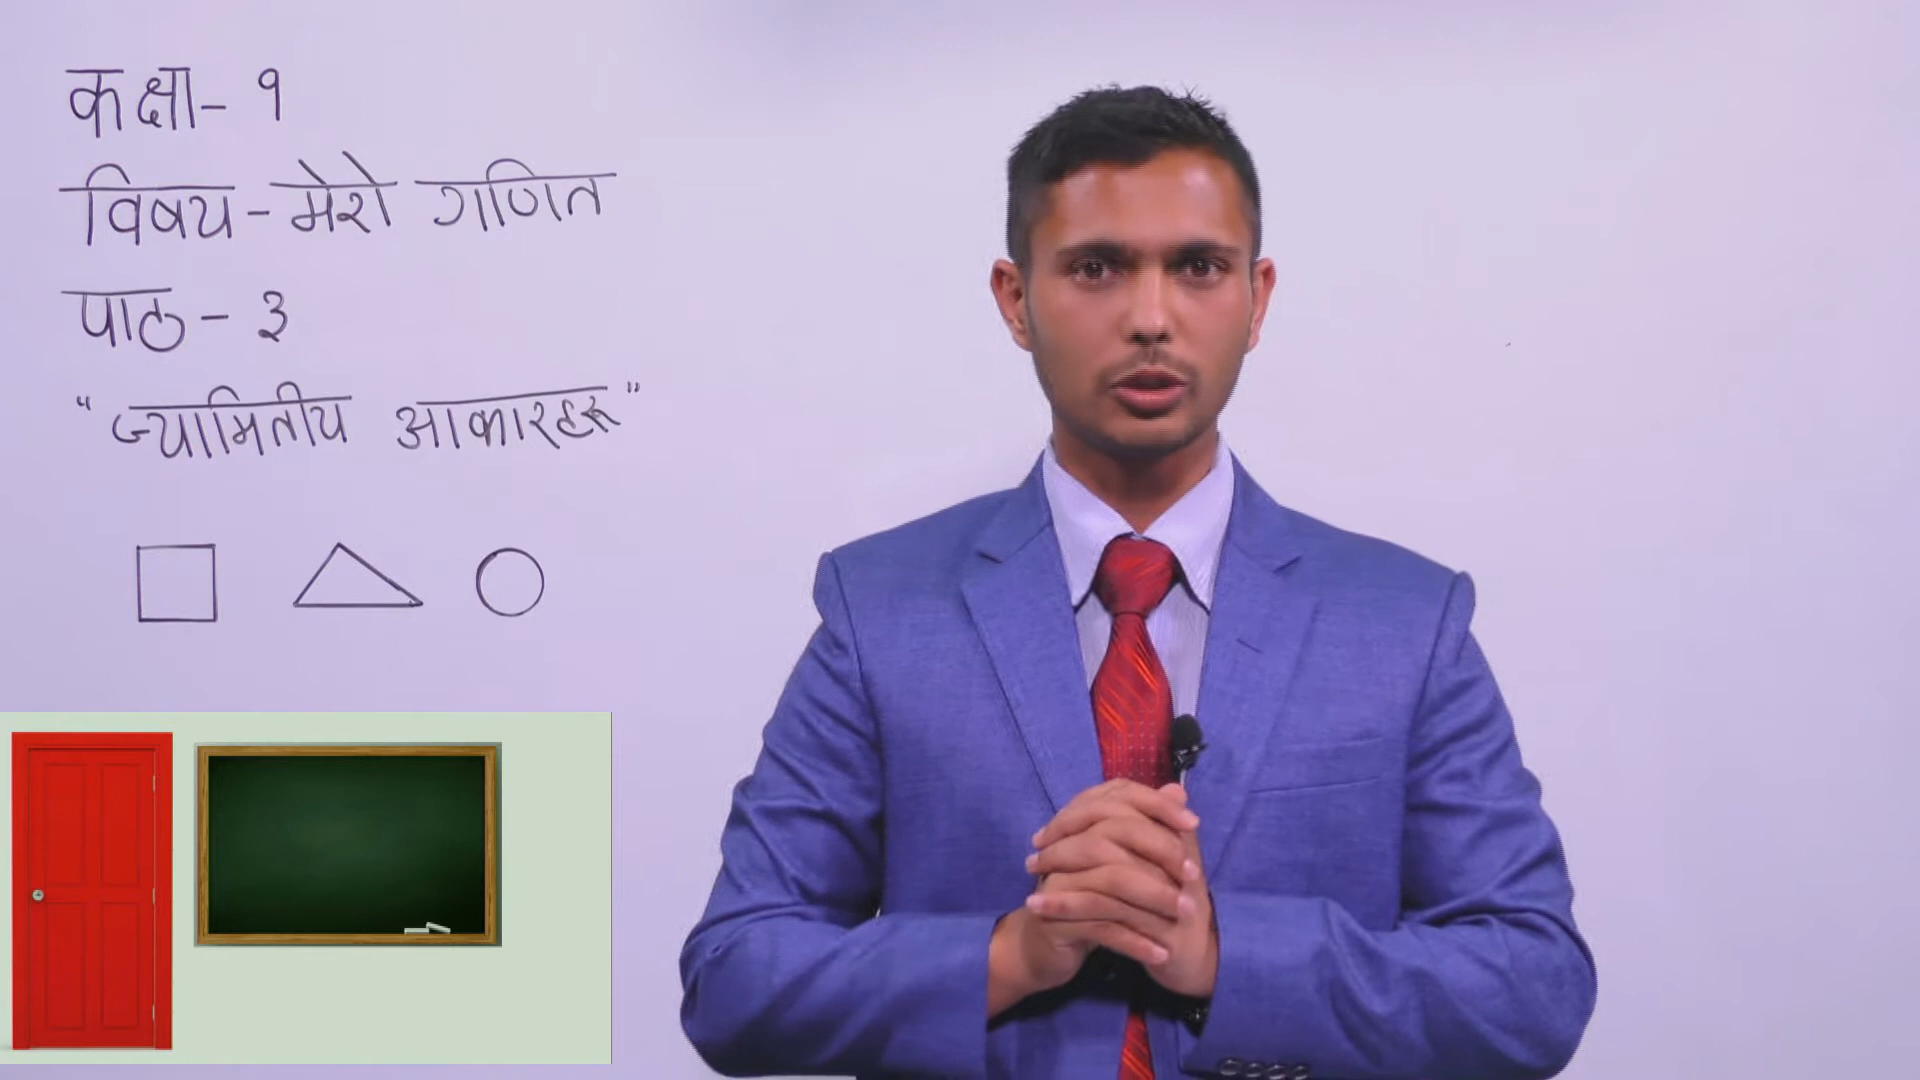 कक्षा- १
विषय - मेरो गणित
पाठ - ३
"ज्यामितीय आकारहरू"